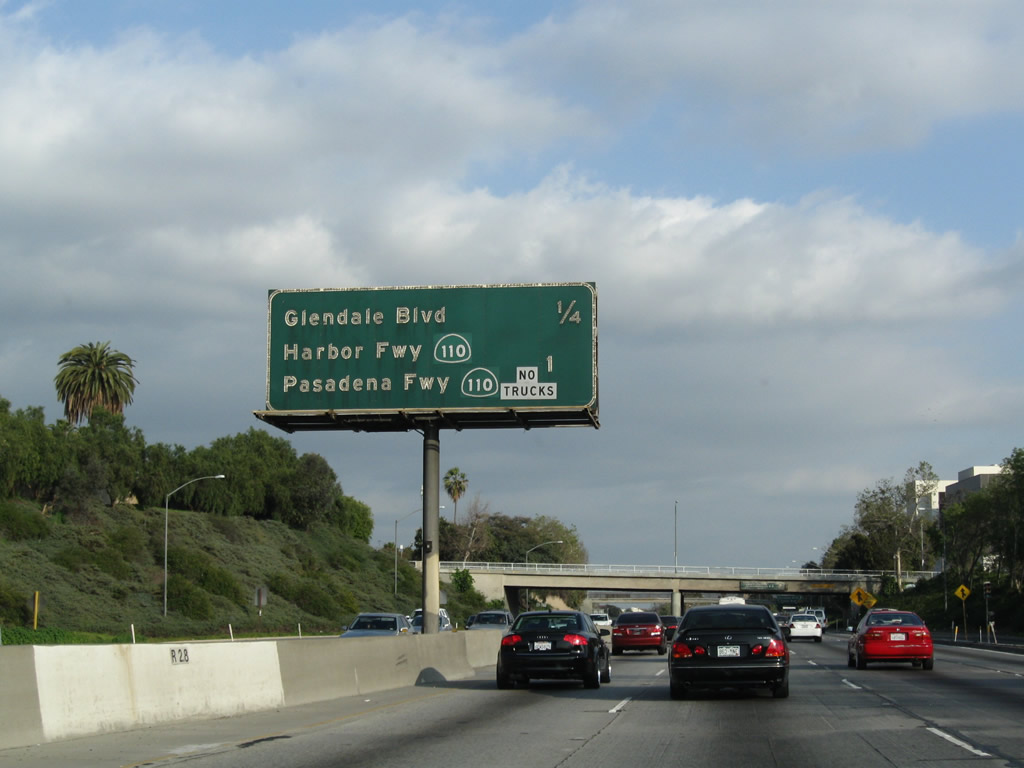 Glendale Blvd 1/4
Harbor Fwy 110
1
Pasadena Fwy 110 NO TRUCKS
R28